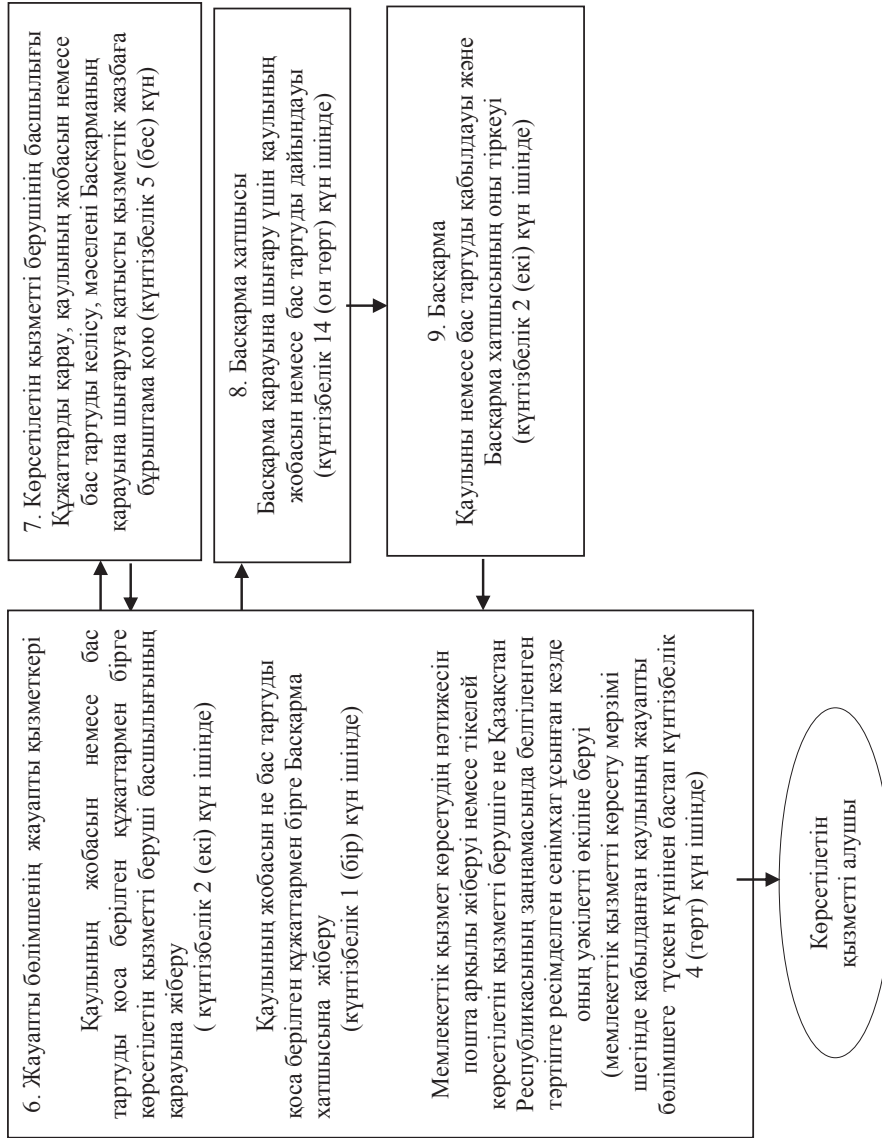 6. Жауапты бөлімшенің жауапты қызметкері
Қаулының жобасын немесе бас
тартуды қоса берілген құжаттармен бірге
көрсетілетін қызметті беруші басшылығының
қарауына жіберу
( күнтізбелік 2 (екі) күн ішінде)
Қаулының жобасын не бас тартуды
қоса берілген құжаттармен бірге Басқарма
хатшысына жіберу
(күнтізбелік 1 (бір) күн ішінде)
Мемлекеттік қызмет көрсетудің нәтижесін
пошта арқылы жіберуі немесе тікелей
көрсетілетін қызметті берушіге не Қазақстан
Республикасының заңнамасында белгіленген
тәртіпте ресімделген сенімхат ұсынған кезде
оның уәкілетті өкіліне беруі
(мемлекеттік қызметті көрсету мерзімі
шегінде қабылданған қаулының жауапты
бөлімшеге түскен күнінен бастап күнтізбелік
4 (төрт) күн ішінде)
7. Көрсетілетін қызметті берушінің басшылығы
Құжаттарды қарау, қаулының жобасын немесе
бас тартуды келісу, мәселені Басқарманың
қарауына шығаруға қатысты қызметтік жазбаға
бұрыштама қою (күнтізбелік 5 (бес) күн)
8. Басқарма хатшысы
Басқарма қарауына шығару үшін қаулының
жобасын немесе бас тартуды дайындауы
(күнтізбелік 14 (он төрт) күн ішінде)
9. Басқарма
Қаулыны немесе бас тартуды қабылдауы және
Басқарма хатшысының оны тіркеуі
(күнтізбелік 2 (екі) күн ішінде)
Көрсетілетін
қызметті алушы